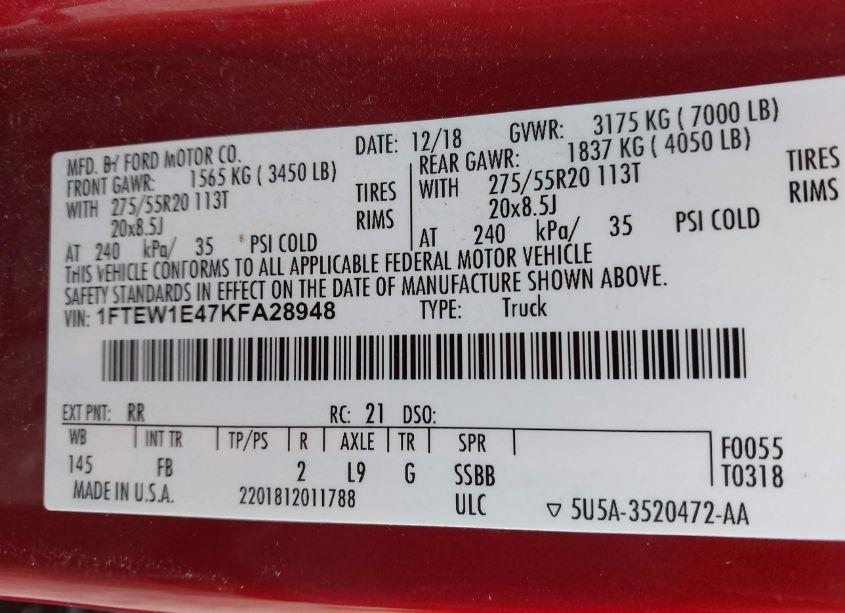 MFD. BY FORD MOTOR CO. DATE: 12/18 GVWR: 3175 KG ( 7000 LB)
FRONT GAWR: 1565 KG ( 3450 LB) REAR GAWR: 1837 KG ( 4050 LB)
WITH 275/55R20 113T TIRES WITH 275/55R20 113T TIRES
20x8.5J RIMS 20x8.5J RIMS
AT 240 kPa/ 35 PSI COLD AT 240 kPa/ 35 PSI COLD
THIS VEHICLE CONFORMS TO ALL APPLICABLE FEDERAL MOTOR VEHICLE
SAFETY STANDARDS IN EFFECT ON THE DATE OF MANUFACTURE SHOWN ABOVE.
VIN: 1FTEW1E47KFA28948 TYPE: Truck
EXT PNT: RR RC: 21 DSO:
WB INT TR TP/PS R AXLE TR SPR F0055
145 FB 2 L9 G SSBB T0318
MADE IN U.S.A. 2201812011788 ULC ▽ 5U5A-3520472-AA